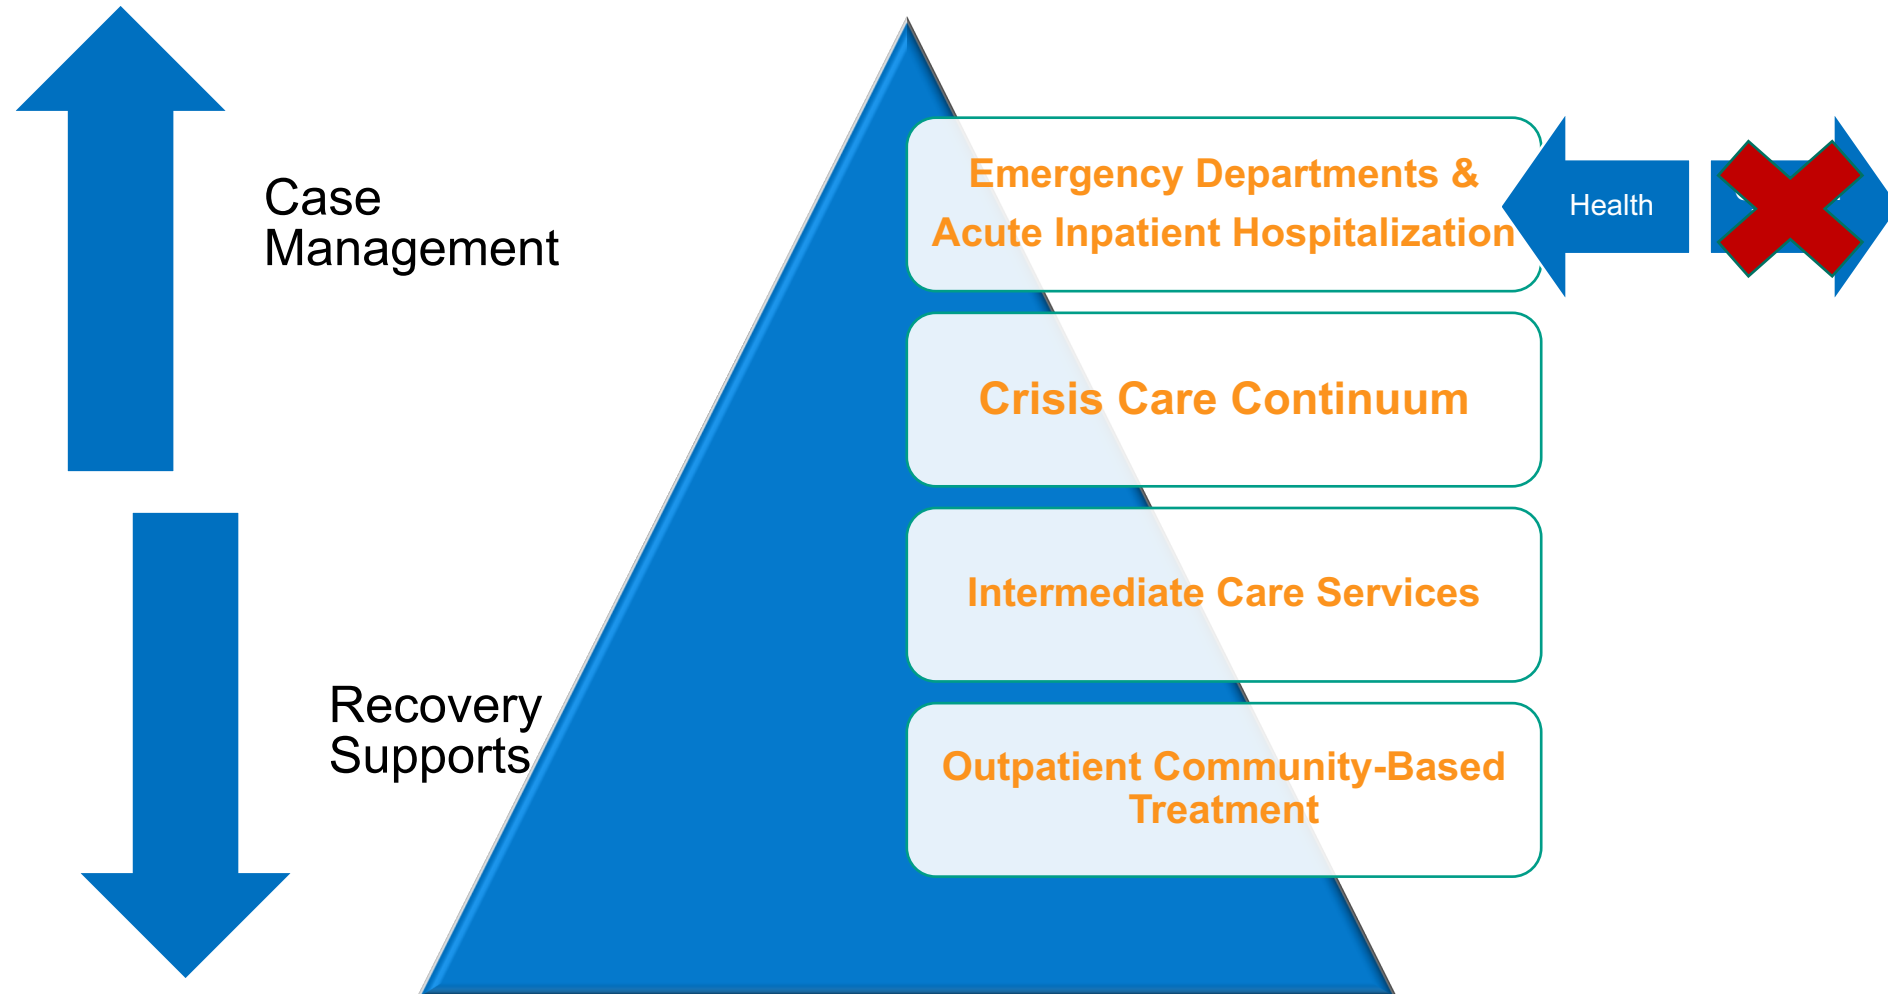 Case
Management
Emergency Departments &
Acute Inpatient Hospitalization
Health
Crisis Care Continuum
Intermediate Care Services
Recovery
Supports
Outpatient Community-Based
Treatment